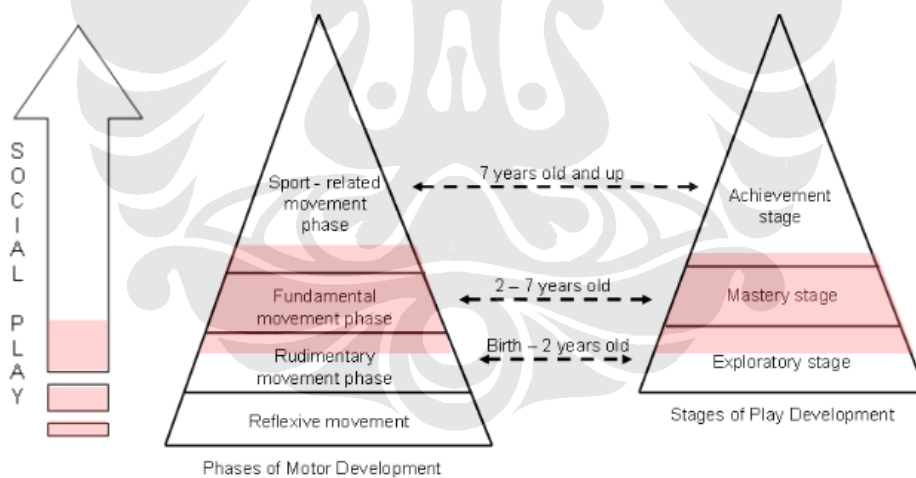 SOCIAL PLAY
Sport - related
movement
phase
7 years old and up
Achievement
stage
Fundamental
movement phase
2 – 7 years old
Mastery stage
Rudimentary
movement phase
Birth – 2 years old
Exploratory stage
Reflexive movement
Stages of Play Development
Phases of Motor Development